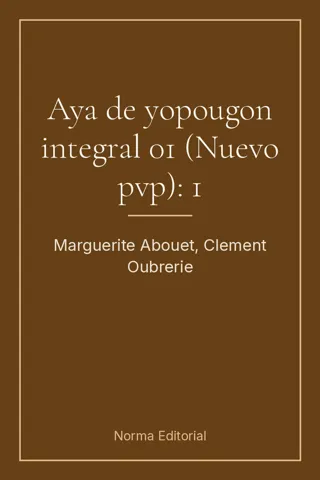 Aya de yopougon
integral 01 (Nuevo
pvp): 1
Marguerite Abouet, Clement
Oubrerie
Norma Editorial